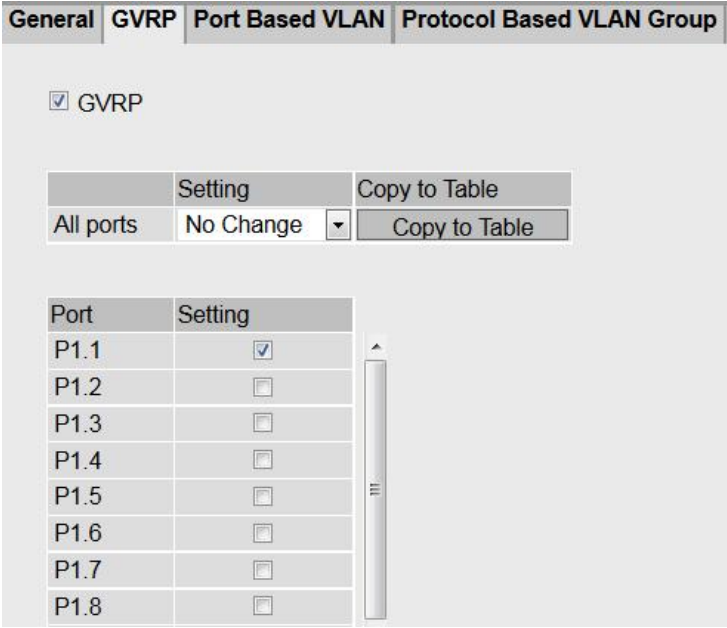 General GVRP Port Based VLAN Protocol Based VLAN Group
GVRP
Setting Copy to Table
All ports No Change Copy to Table
Port Setting
P1.1
P1.2
P1.3
P1.4
P1.5
P1.6
P1.7
P1.8